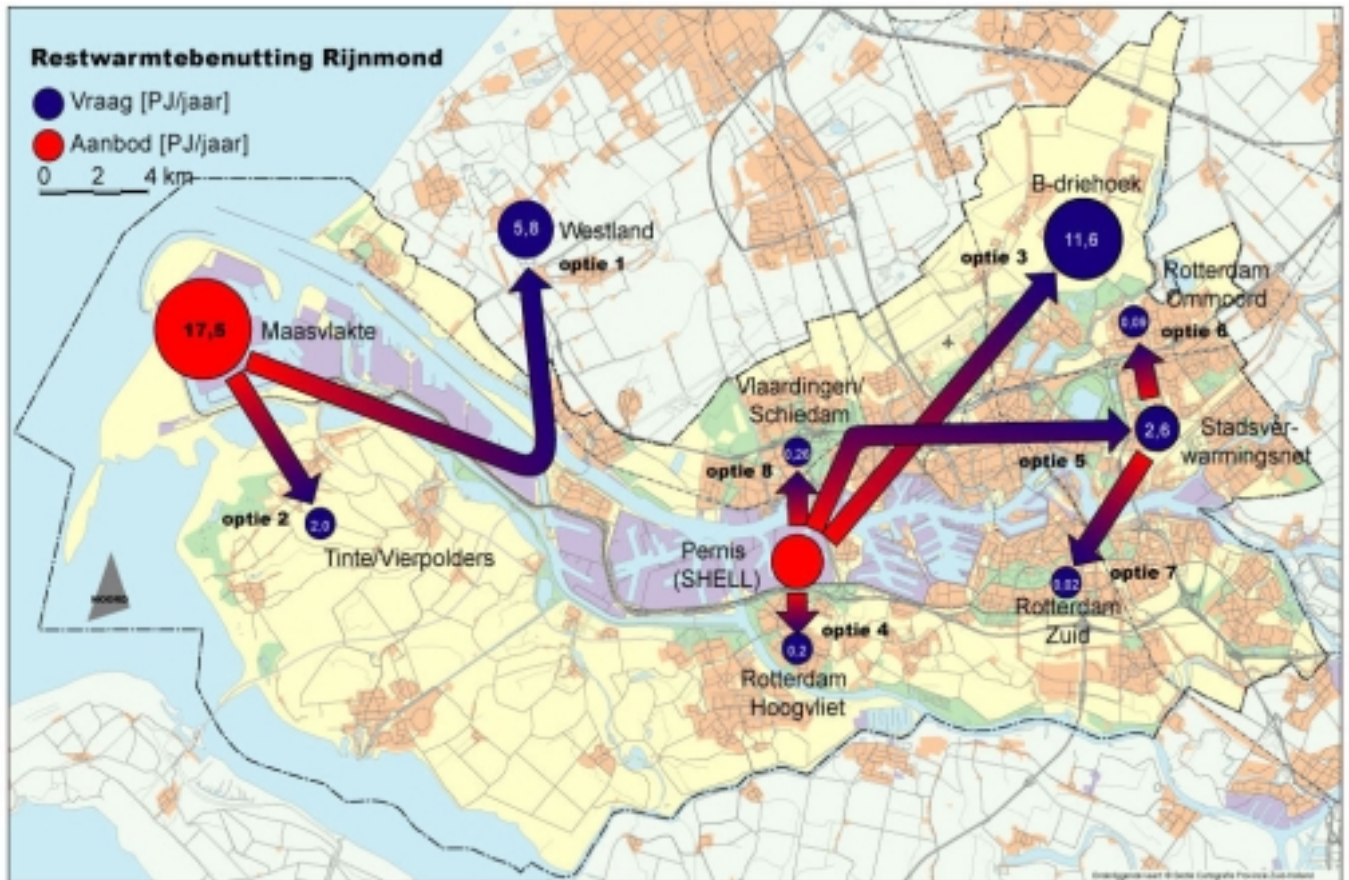 Restwarmtebenutting Rijnmond
Vraag [PJ/jaar]
Aanbod [PJ/jaar]
0 2 4 km
B-driehoek
11,6
optie 3
5,8
Westland
optie 1
Rotterdam
Ommoord
0,09
optie 6
17,5
Maasvlakte
Vlaardingen/
Schiedam
0,26
optie 8
2,6
Stadsver-
warmingsnet
optie 5
optie 2
2,0
Tinte/Vierpolders
Pernis
(SHELL)
optie 7
0,02
Rotterdam
Zuid
NOORD
optie 4
0,2
Rotterdam
Hoogvliet